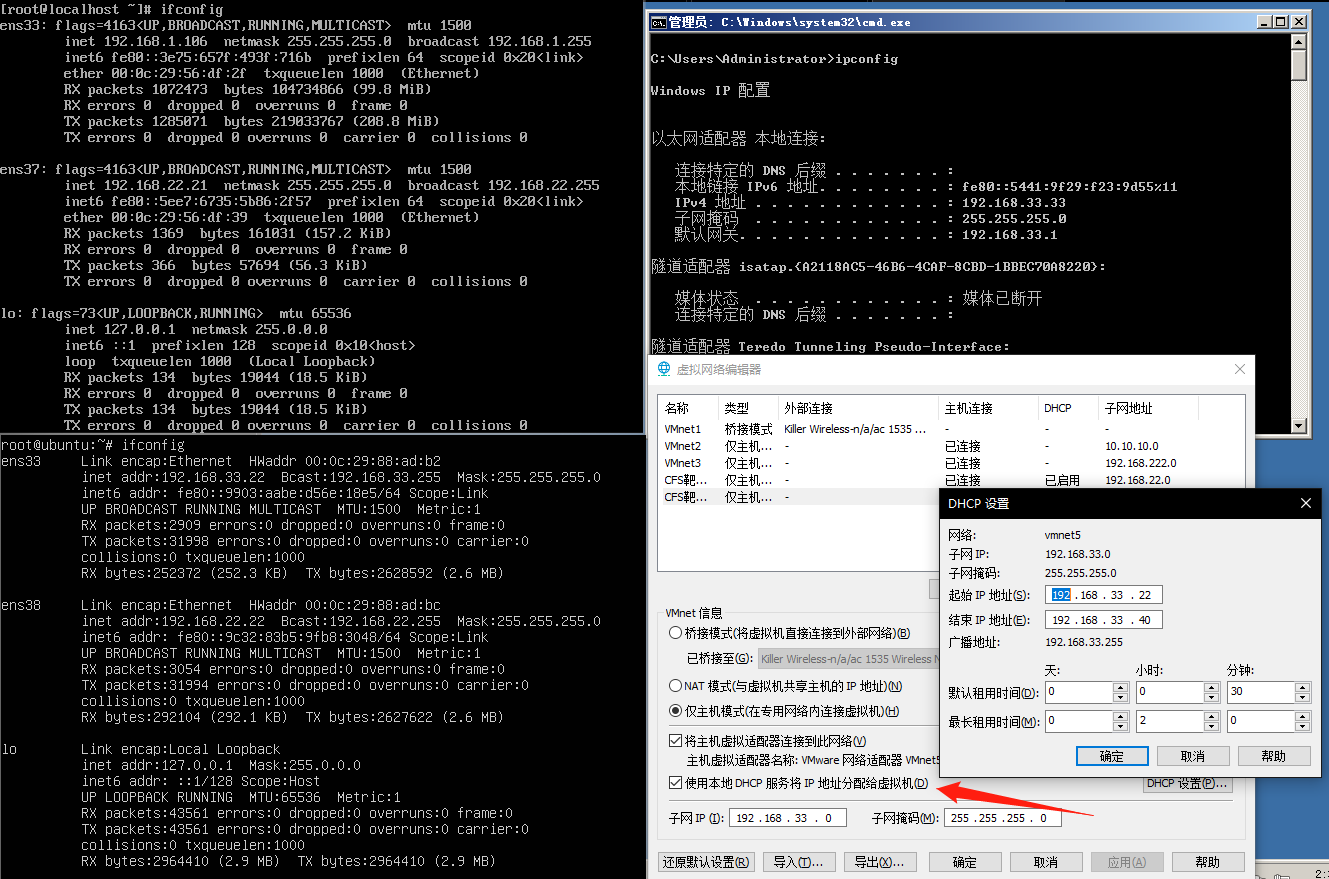 [root@localhost ~]# ifconfig
ens33: flags=4163<UP,BROADCAST,RUNNING,MULTICAST>  mtu 1500
inet 192.168.1.106  netmask 255.255.255.0  broadcast 192.168.1.255
inet6 fe80::3e75:657f:493f:716b  prefixlen 64  scopeid 0x20<link>
ether 00:0c:29:56:df:2f  txqueuelen 1000  (Ethernet)
RX packets 1072473  bytes 104734866 (99.8 MiB)
RX errors 0  dropped 0  overruns 0  frame 0
TX packets 1285071  bytes 219033767 (208.8 MiB)
TX errors 0  dropped 0 overruns 0  carrier 0  collisions 0
ens37: flags=4163<UP,BROADCAST,RUNNING,MULTICAST>  mtu 1500
inet 192.168.22.21  netmask 255.255.255.0  broadcast 192.168.22.255
inet6 fe80::5ee7:6735:5b86:2f57  prefixlen 64  scopeid 0x20<link>
ether 00:0c:29:56:df:39  txqueuelen 1000  (Ethernet)
RX packets 1369  bytes 161031 (157.2 KiB)
RX errors 0  dropped 0  overruns 0  frame 0
TX packets 366  bytes 57694 (56.3 KiB)
TX errors 0  dropped 0 overruns 0  carrier 0  collisions 0
lo: flags=73<UP,LOOPBACK,RUNNING>  mtu 65536
inet 127.0.0.1  netmask 255.0.0.0
inet6 ::1  prefixlen 128  scopeid 0x10<host>
loop  txqueuelen 1000  (Local Loopback)
RX packets 134  bytes 19044 (18.5 KiB)
RX errors 0  dropped 0  overruns 0  frame 0
TX packets 134  bytes 19044 (18.5 KiB)
TX errors 0  dropped 0 overruns 0  carrier 0  collisions 0
root@ubuntu:~# ifconfig
ens33     Link encap:Ethernet  HWaddr 00:0c:29:88:ad:b2
inet addr:192.168.33.22  Bcast:192.168.33.255  Mask:255.255.255.0
inet6 addr: fe80::9903:aabe:d56e:18e5/64 Scope:Link
UP BROADCAST RUNNING MULTICAST  MTU:1500  Metric:1
RX packets:2909 errors:0 dropped:0 overruns:0 frame:0
TX packets:31998 errors:0 dropped:0 overruns:0 carrier:0
collisions:0 txqueuelen:1000
RX bytes:252372 (252.3 KB)  TX bytes:2628592 (2.6 MB)
ens38     Link encap:Ethernet  HWaddr 00:0c:29:88:ad:bc
inet addr:192.168.22.22  Bcast:192.168.22.255  Mask:255.255.255.0
inet6 addr: fe80::9c32:83b5:9fb8:3048/64 Scope:Link
UP BROADCAST RUNNING MULTICAST  MTU:1500  Metric:1
RX packets:3054 errors:0 dropped:0 overruns:0 frame:0
TX packets:31994 errors:0 dropped:0 overruns:0 carrier:0
collisions:0 txqueuelen:1000
RX bytes:292104 (292.1 KB)  TX bytes:2627622 (2.6 MB)
lo        Link encap:Local Loopback
inet addr:127.0.0.1  Mask:255.0.0.0
inet6 addr: ::1/128 Scope:Host
UP LOOPBACK RUNNING  MTU:65536  Metric:1
RX packets:43561 errors:0 dropped:0 overruns:0 frame:0
TX packets:43561 errors:0 dropped:0 overruns:0 carrier:0
collisions:0 txqueuelen:1000
RX bytes:2964410 (2.9 MB)  TX bytes:2964410 (2.9 MB)
管理员: C:\Windows\system32\cmd.exe
C:\Users\Administrator>ipconfig
Windows IP 配置
以太网适配器 本地连接:
连接特定的 DNS 后缀 . . . . . . . :
本地链接 IPv6 地址. . . . . . . . : fe80::5441:9f29:f23:9d55%11
IPv4 地址 . . . . . . . . . . . . : 192.168.33.33
子网掩码  . . . . . . . . . . . . : 255.255.255.0
默认网关. . . . . . . . . . . . . : 192.168.33.1
隧道适配器 isatap.{A2118AC5-46B6-4CAF-8CBD-1BBEC70A8220}:
媒体状态  . . . . . . . . . . . . : 媒体已断开
连接特定的 DNS 后缀 . . . . . . . :
隧道适配器 Teredo Tunneling Pseudo-Interface:
虚拟网络编辑器
名称 类型 外部连接 主机连接 DHCP 子网地址
VMnet1 桥接模式 Killer Wireless-n/a/ac 1535 ... - - -
VMnet2 仅主机... - 已连接 - 10.10.10.0
VMnet3 仅主机... - 已连接 - 192.168.222.0
CFS靶... 仅主机... - 已连接 已启用 192.168.22.0
CFS靶... 仅主机... -
VMnet 信息
桥接模式(将虚拟机直接连接到外部网络)(B)
已桥接至(G): Killer Wireless-n/a/ac 1535 Wireless N
NAT 模式(与虚拟机共享主机的 IP 地址)(N)
仅主机模式(在专用网络内连接虚拟机)(H)
将主机虚拟适配器连接到此网络(V)
主机虚拟适配器名称: VMware 网络适配器 VMnet5
使用本地 DHCP 服务将 IP 地址分配给虚拟机(D)
DHCP 设置(P)...
子网 IP (I): 192 . 168 . 33 . 0 子网掩码(M): 255 . 255 . 255 . 0
还原默认设置(R) 导入(T)... 导出(X)... 确定 取消 应用(A) 帮助
DHCP 设置
网络: vmnet5
子网 IP: 192.168.33.0
子网掩码: 255.255.255.0
起始 IP 地址(S): 192 . 168 . 33 . 22
结束 IP 地址(E): 192 . 168 . 33 . 40
广播地址: 192.168.33.255
天: 小时: 分钟:
默认租用时间(D): 0 0 30
最长租用时间(M): 0 2 0
确定 取消 帮助